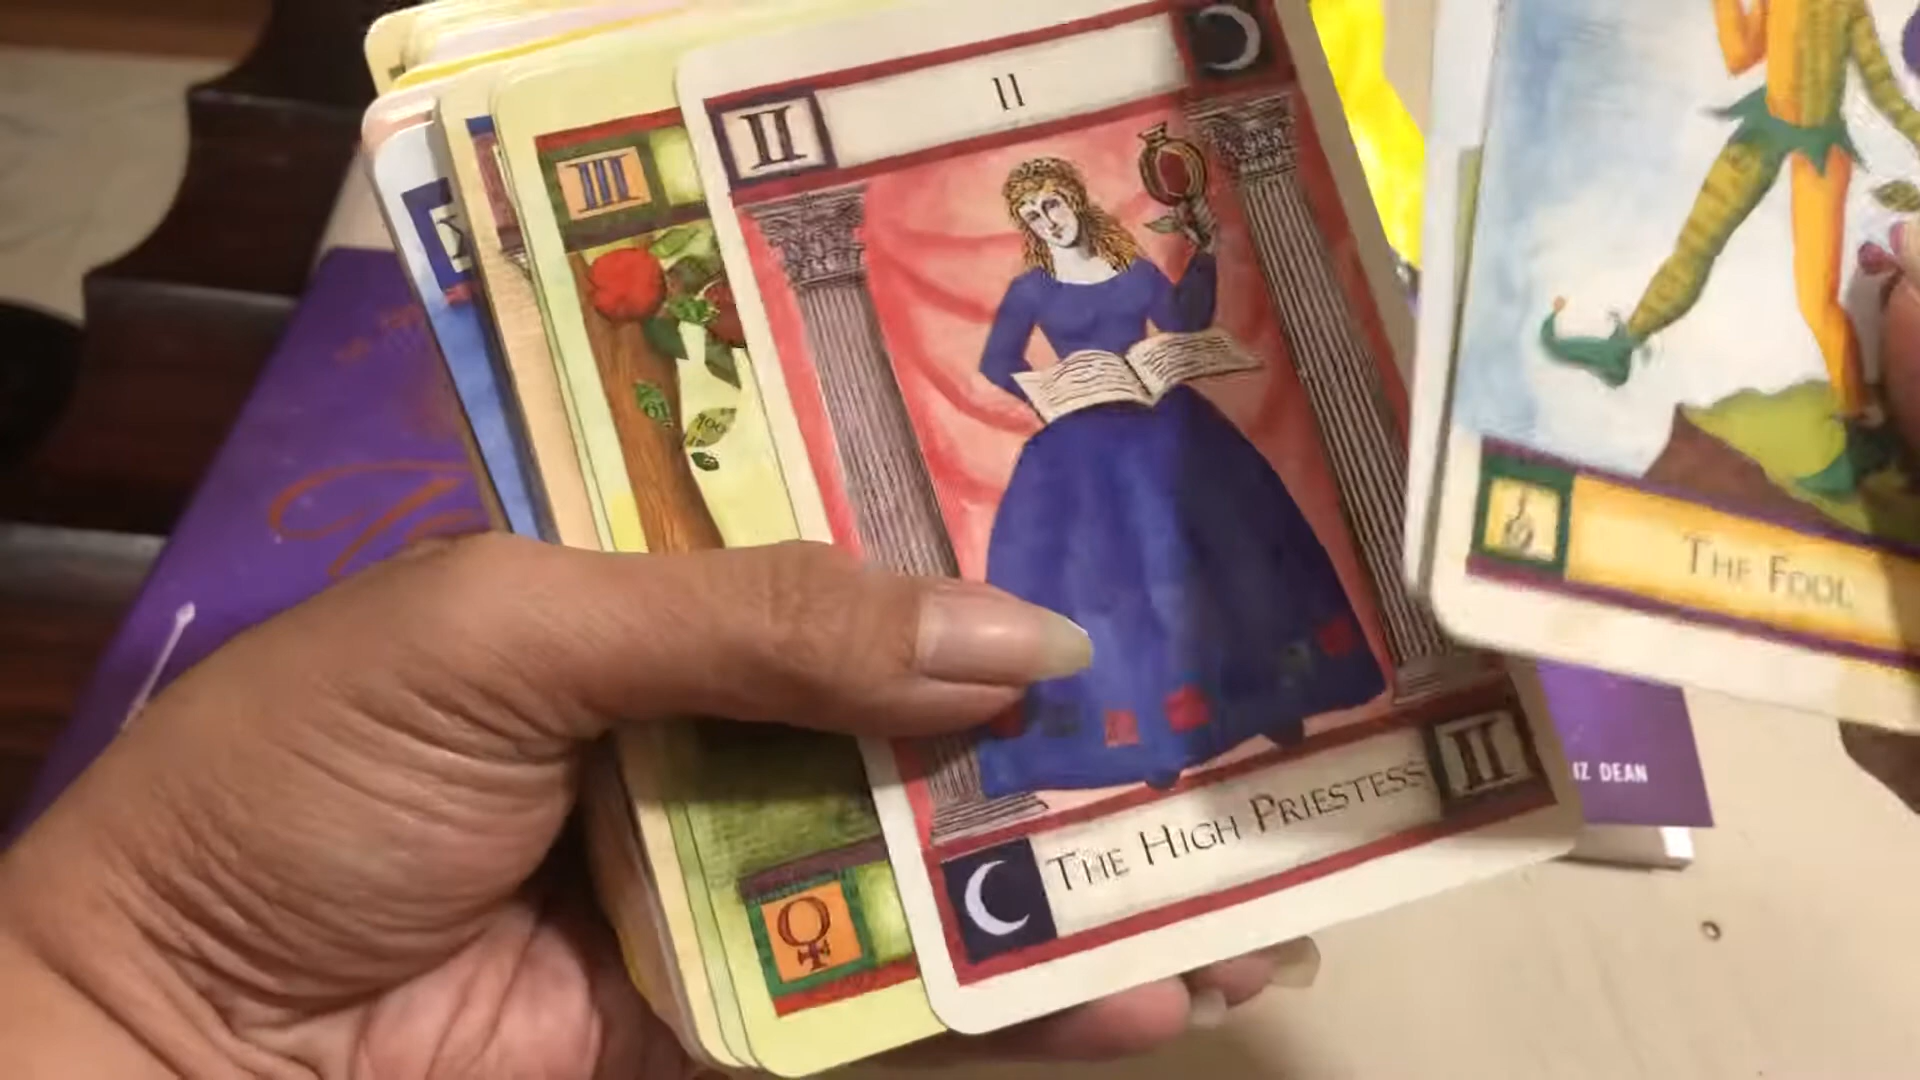 II
II
III
THE HIGH PRIESTESS
II
THE FOOL
IZ DEAN